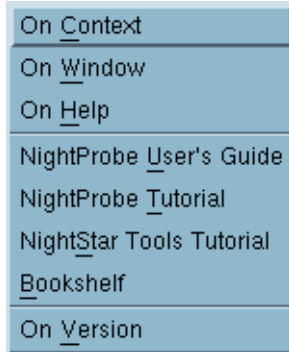 On Context
On Window
On Help
NightProbe User's Guide
NightProbe Tutorial
NightStar Tools Tutorial
Bookshelf
On Version